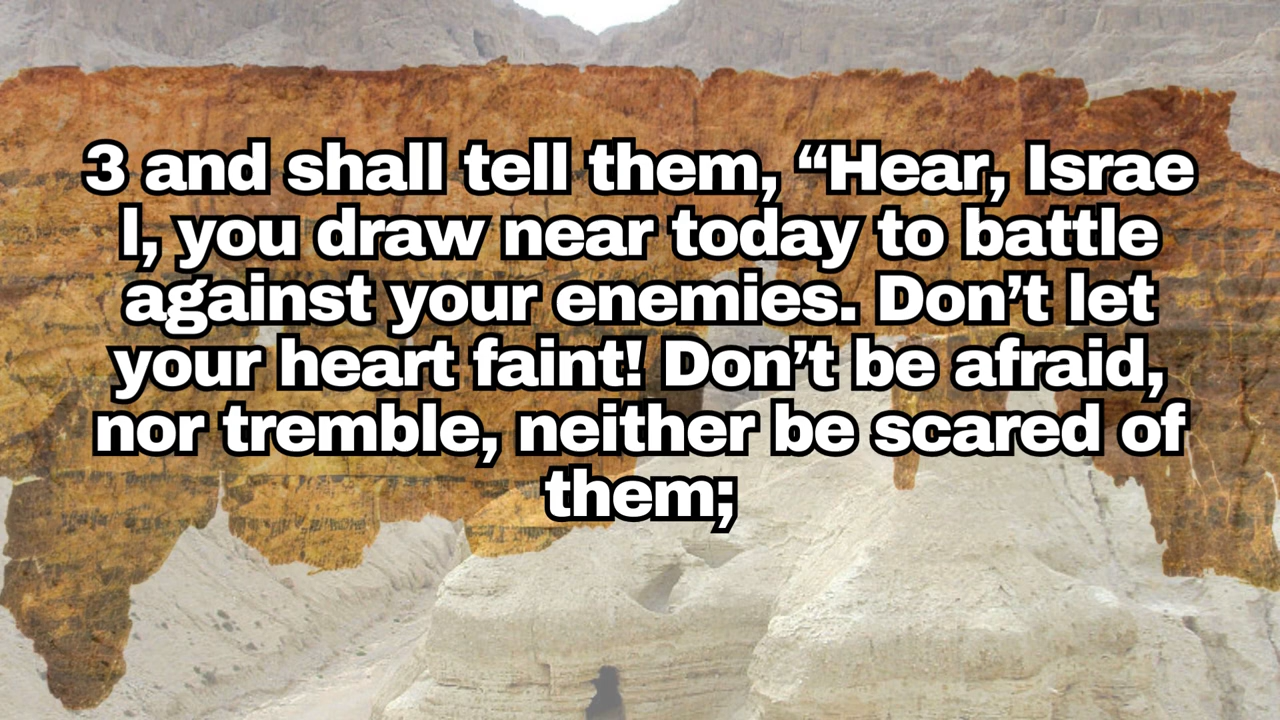 3 and shall tell them, “Hear, Israe
l, you draw near today to battle
against your enemies. Don’t let
your heart faint! Don’t be afraid,
nor tremble, neither be scared of
them;